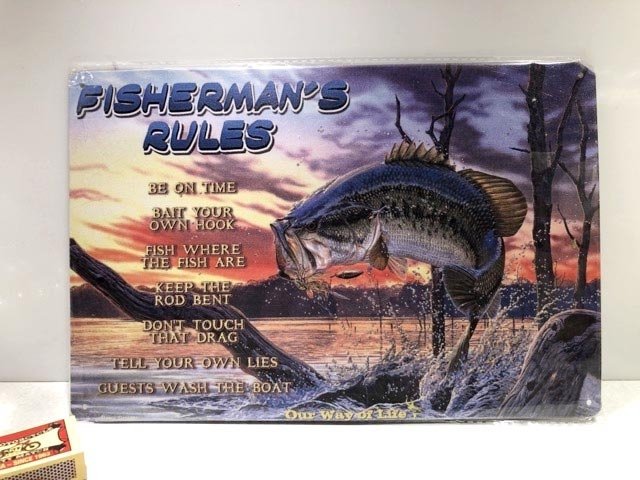 FISHERMAN'S
RULES
BE ON TIME
BAIT YOUR
OWN HOOK
FISH WHERE
THE FISH ARE
KEEP THE
ROD BENT
DON'T TOUCH
THAT DRAG
TELL YOUR OWN LIES
GUESTS WASH THE BOAT
Our Way of Life